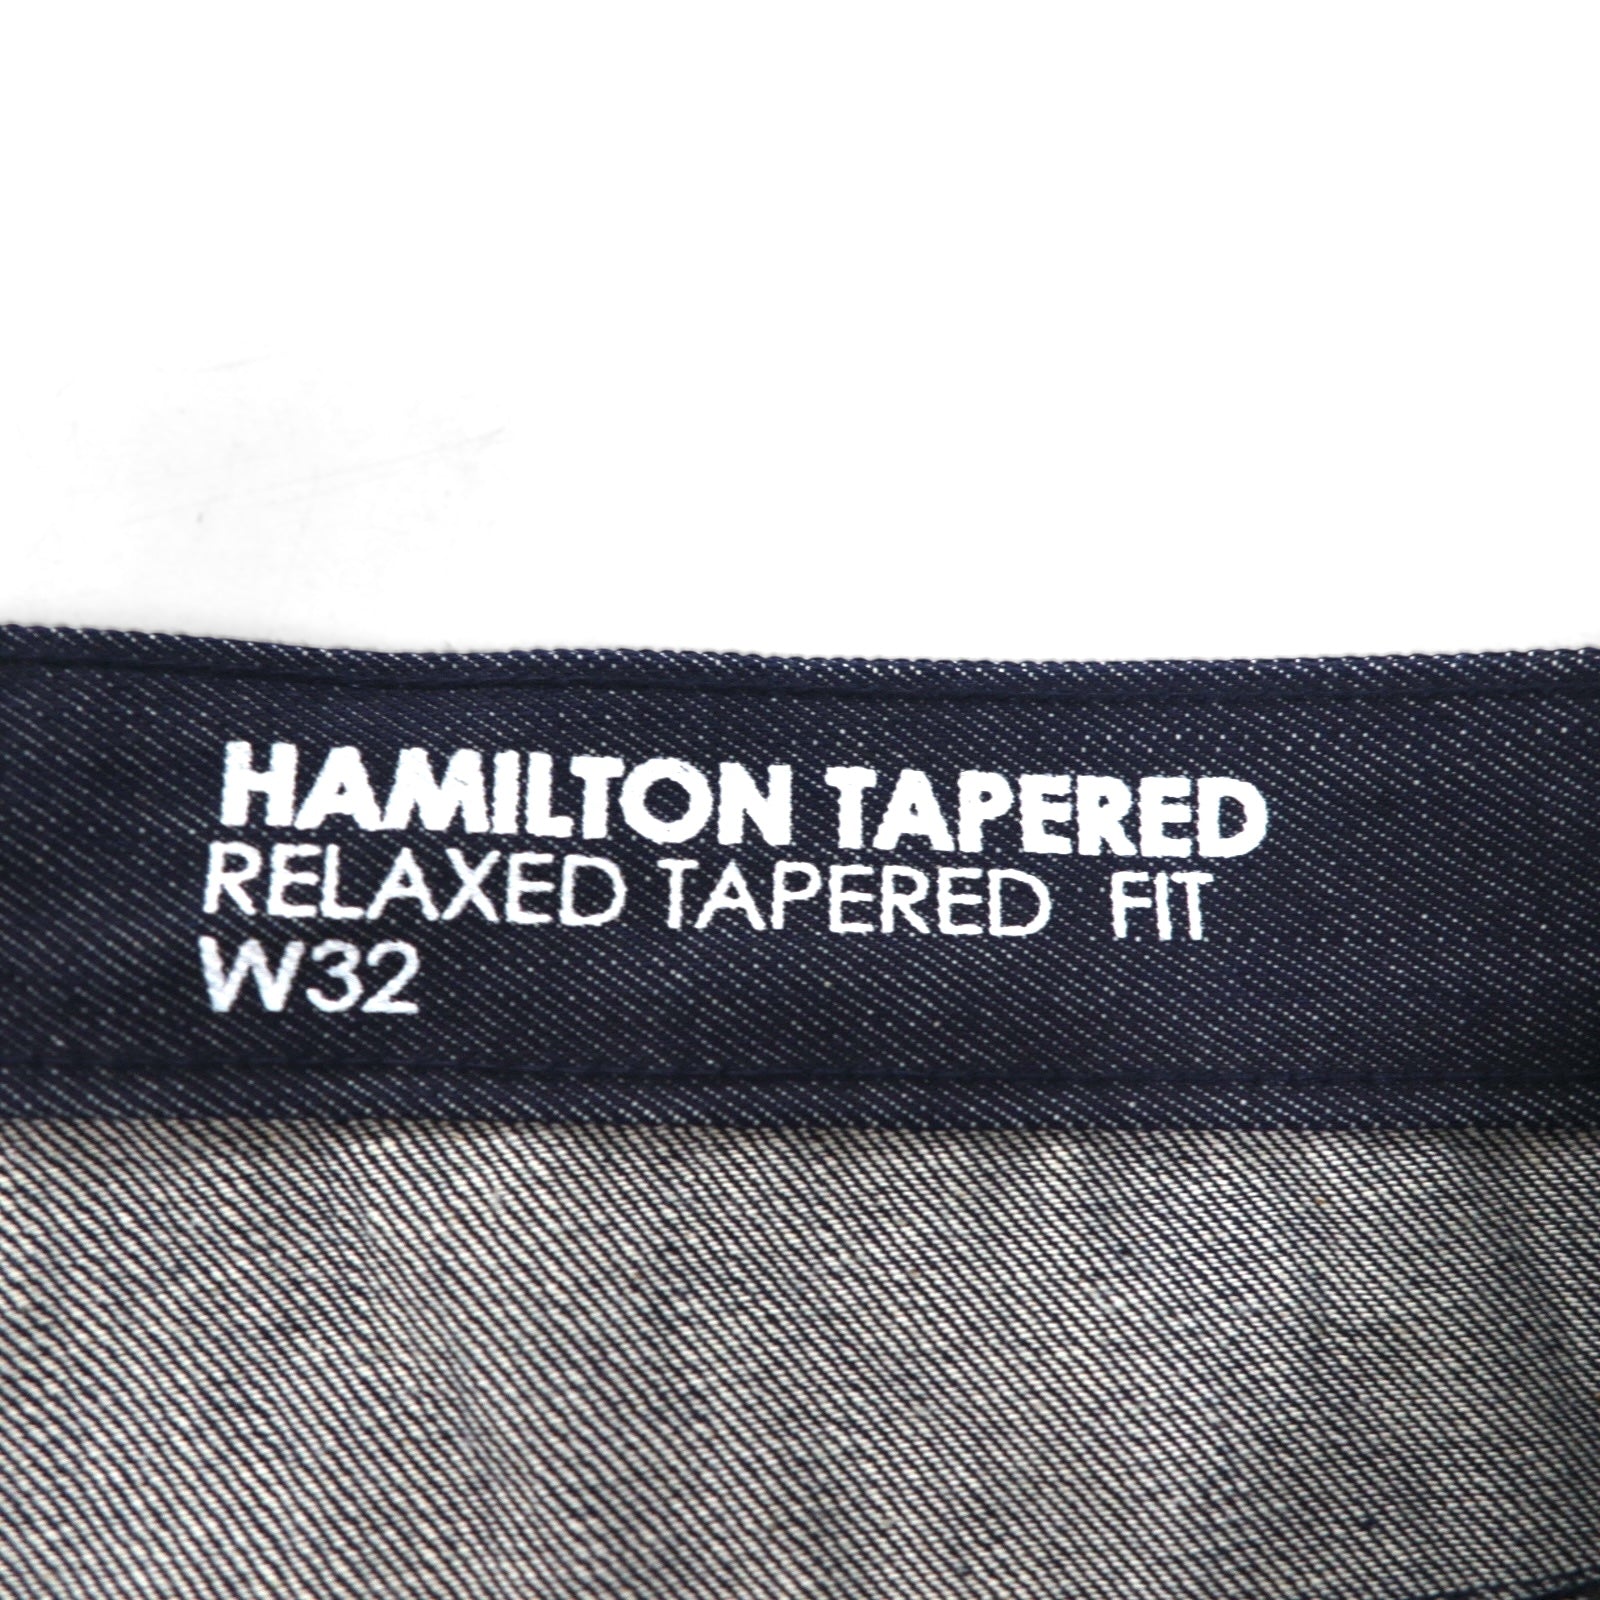 HAMILTON TAPERED
RELAXED TAPERED FIT
W32